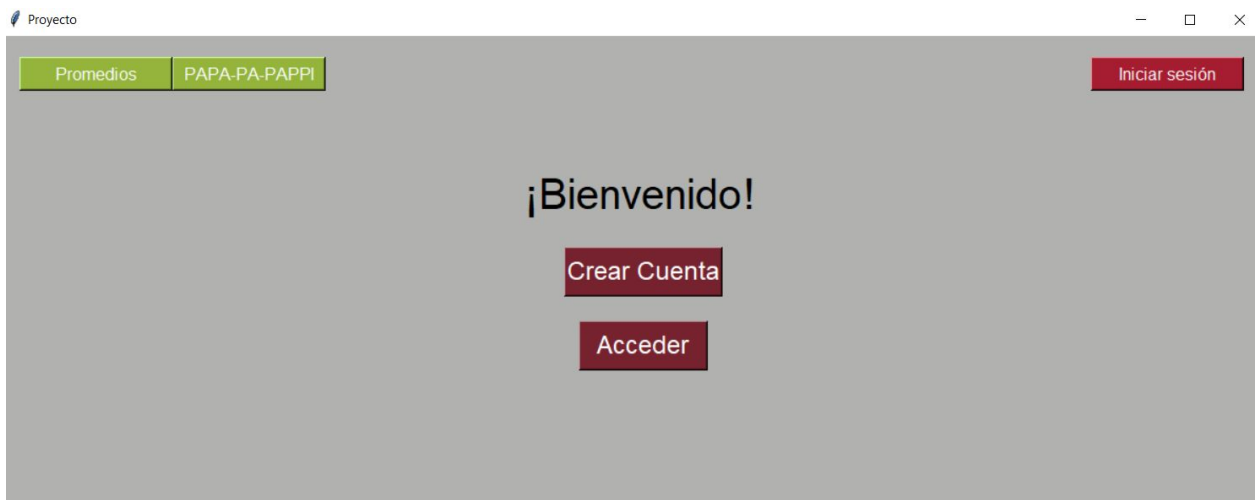 Proyecto
Promedios
PAPA-PA-PAPPI
Iniciar sesión
¡Bienvenido!
Crear Cuenta
Acceder